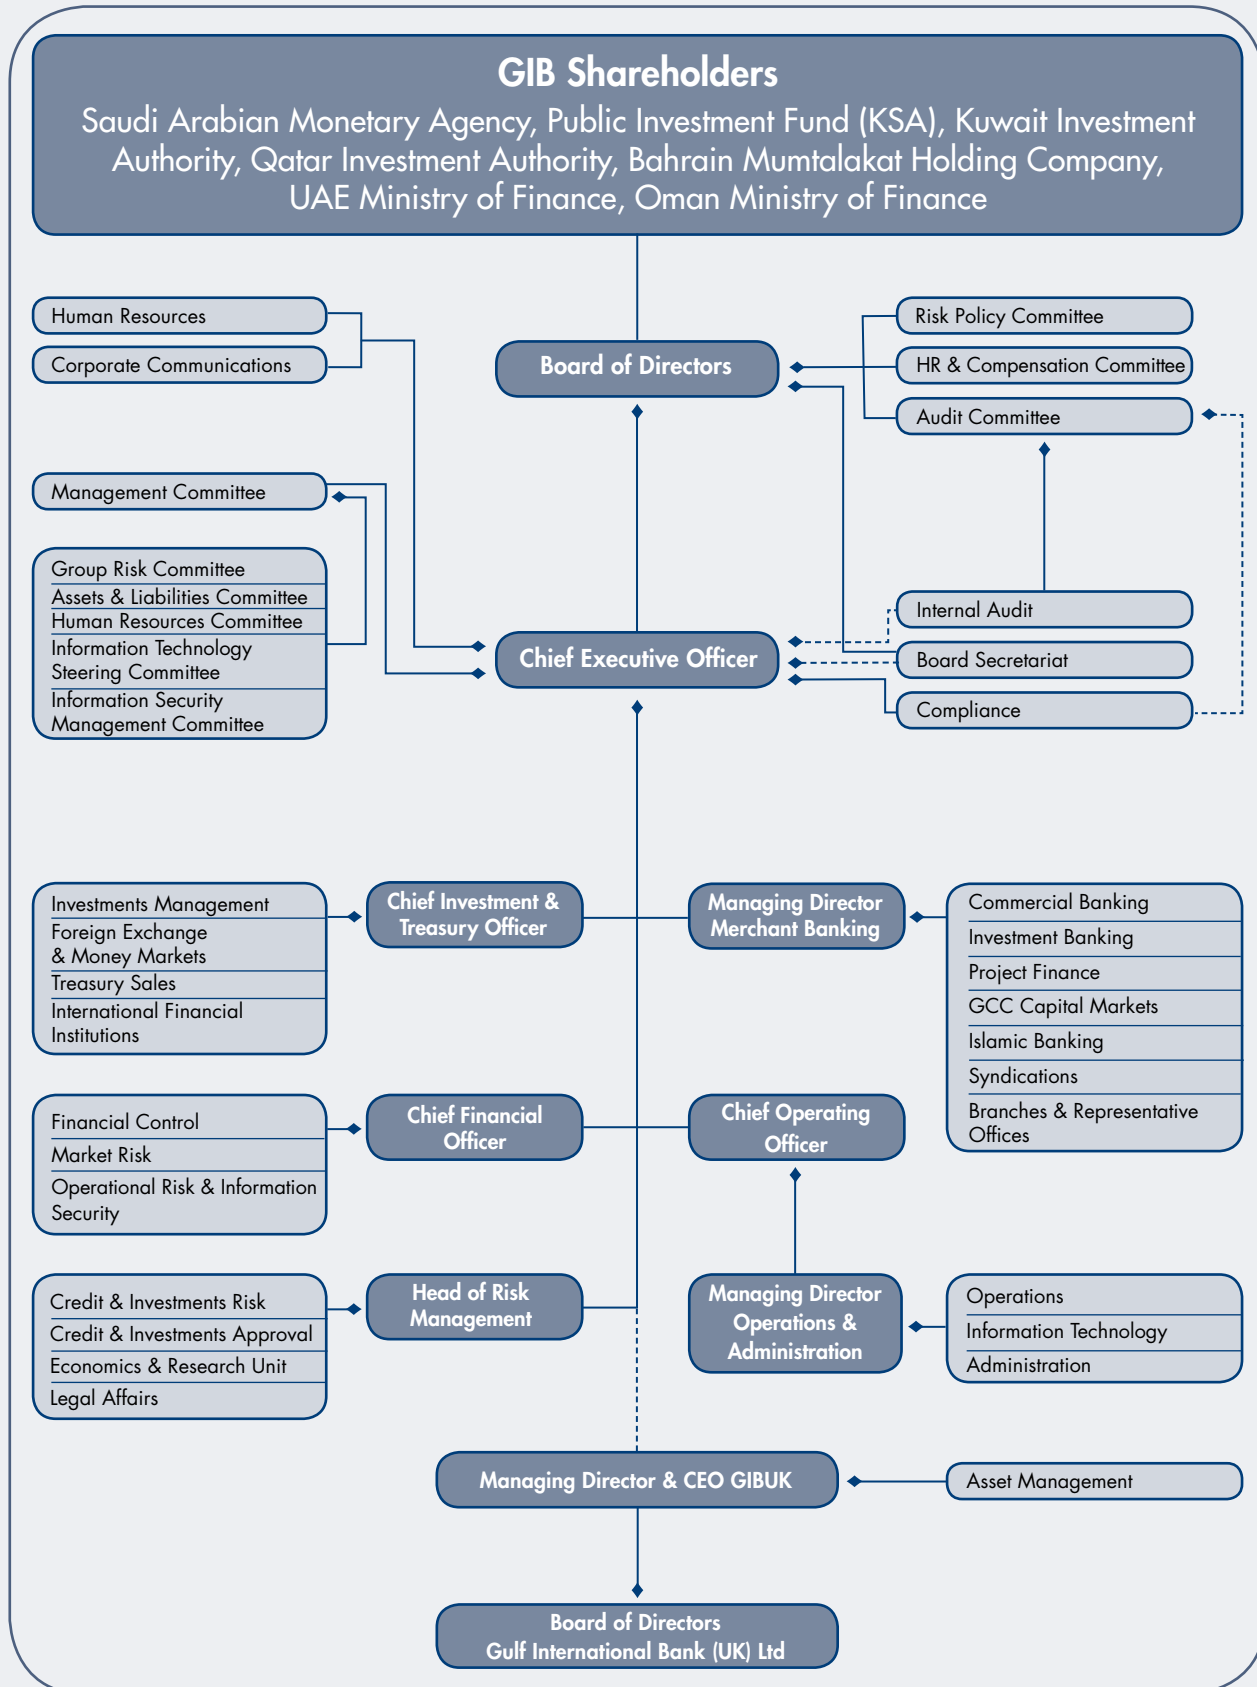 GIB Shareholders
Saudi Arabian Monetary Agency, Public Investment Fund (KSA), Kuwait Investment
Authority, Qatar Investment Authority, Bahrain Mumtalakat Holding Company,
UAE Ministry of Finance, Oman Ministry of Finance
Human Resources
Corporate Communications
Board of Directors
Risk Policy Committee
HR & Compensation Committee
Audit Committee
Management Committee
Group Risk Committee
Assets & Liabilities Committee
Human Resources Committee
Information Technology
Steering Committee
Information Security
Management Committee
Chief Executive Officer
Internal Audit
Board Secretariat
Compliance
Investments Management
Foreign Exchange
& Money Markets
Treasury Sales
International Financial
Institutions
Chief Investment &
Treasury Officer
Managing Director
Merchant Banking
Commercial Banking
Investment Banking
Project Finance
GCC Capital Markets
Islamic Banking
Syndications
Branches & Representative
Offices
Financial Control
Market Risk
Operational Risk & Information
Security
Chief Financial
Officer
Chief Operating
Officer
Credit & Investments Risk
Credit & Investments Approval
Economics & Research Unit
Legal Affairs
Head of Risk
Management
Managing Director
Operations &
Administration
Operations
Information Technology
Administration
Managing Director & CEO GIBUK
Asset Management
Board of Directors
Gulf International Bank (UK) Ltd